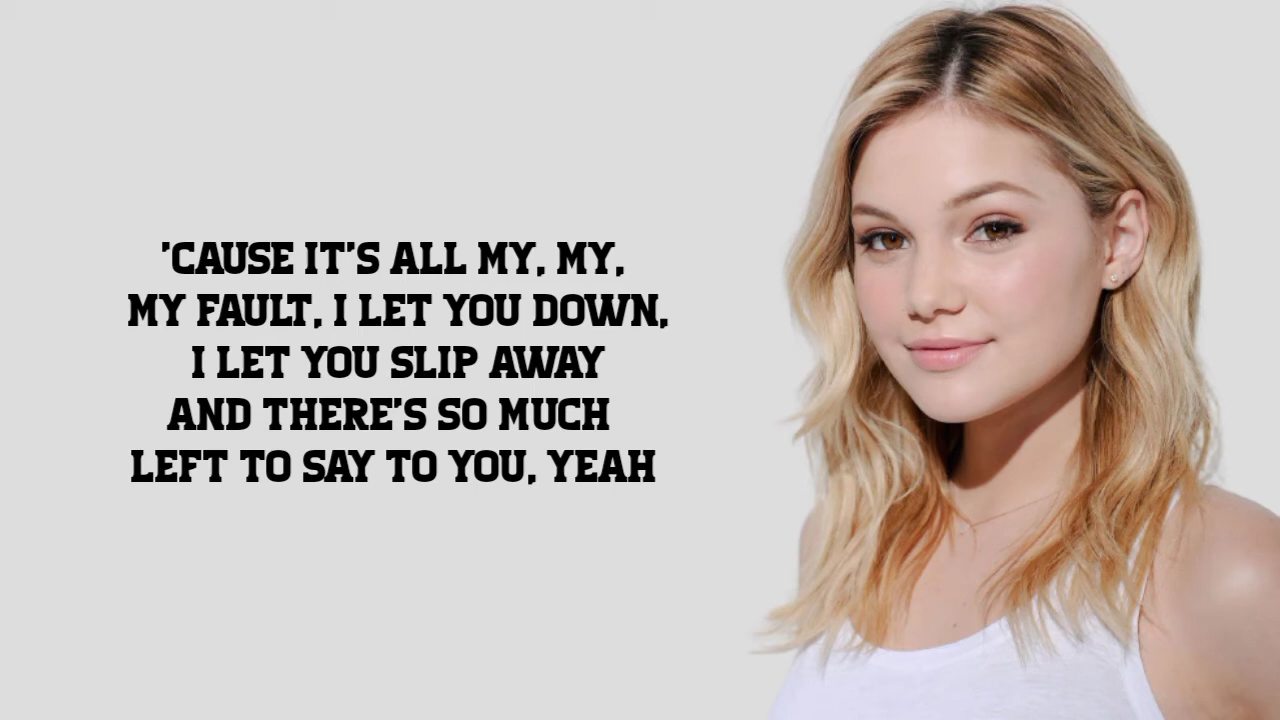 'CAUSE IT'S ALL MY, MY,
MY FAULT, I LET YOU DOWN,
I LET YOU SLIP AWAY
AND THERE'S SO MUCH
LEFT TO SAY TO YOU, YEAH